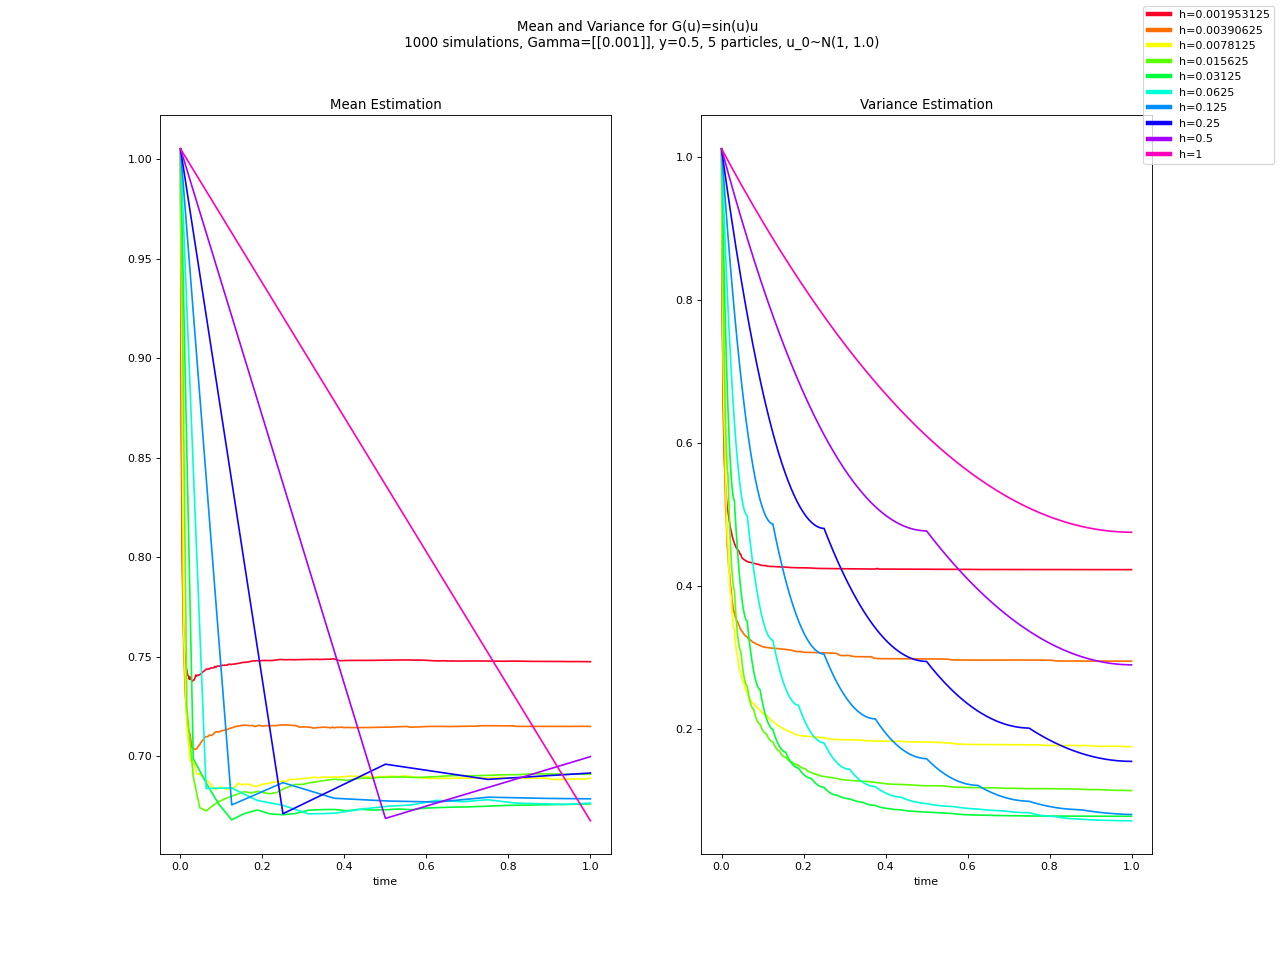 Mean and Variance for G(u)=sin(u)u
1000 simulations, Gamma=[[0.001]], y=0.5, 5 particles, u_0~N(1, 1.0)
h=0.001953125
h=0.00390625
h=0.0078125
h=0.015625
h=0.03125
h=0.0625
h=0.125
h=0.25
h=0.5
h=1
Mean Estimation
1.00
0.95
0.90
0.85
0.80
0.75
0.70
0.0 0.2 0.4 0.6 0.8 1.0
time
Variance Estimation
1.0
0.8
0.6
0.4
0.2
0.0 0.2 0.4 0.6 0.8 1.0
time